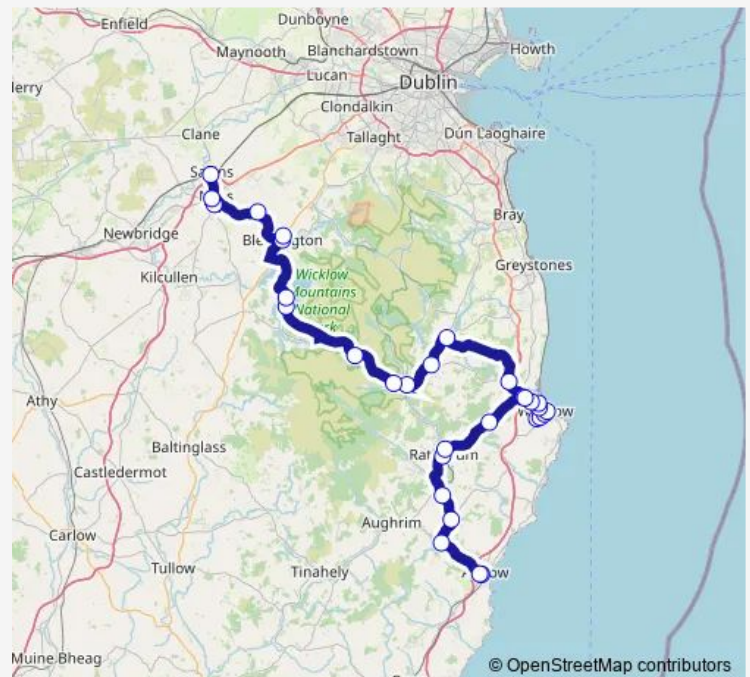 Enfield
Dunboyne
Maynooth
Blanchardstown
Howth
Lucan
Dublin
Clondalkin
Clane
Tallaght
Dún Laoghaire
Bray
Newbridge
Kilcullen
Greystones
Wicklow
Mountains
National
Athy
Baltinglass
Castledermot
Aughrim
Carlow
Tullow
Tinahely
Muine Bheag
© OpenStreetMap contributors